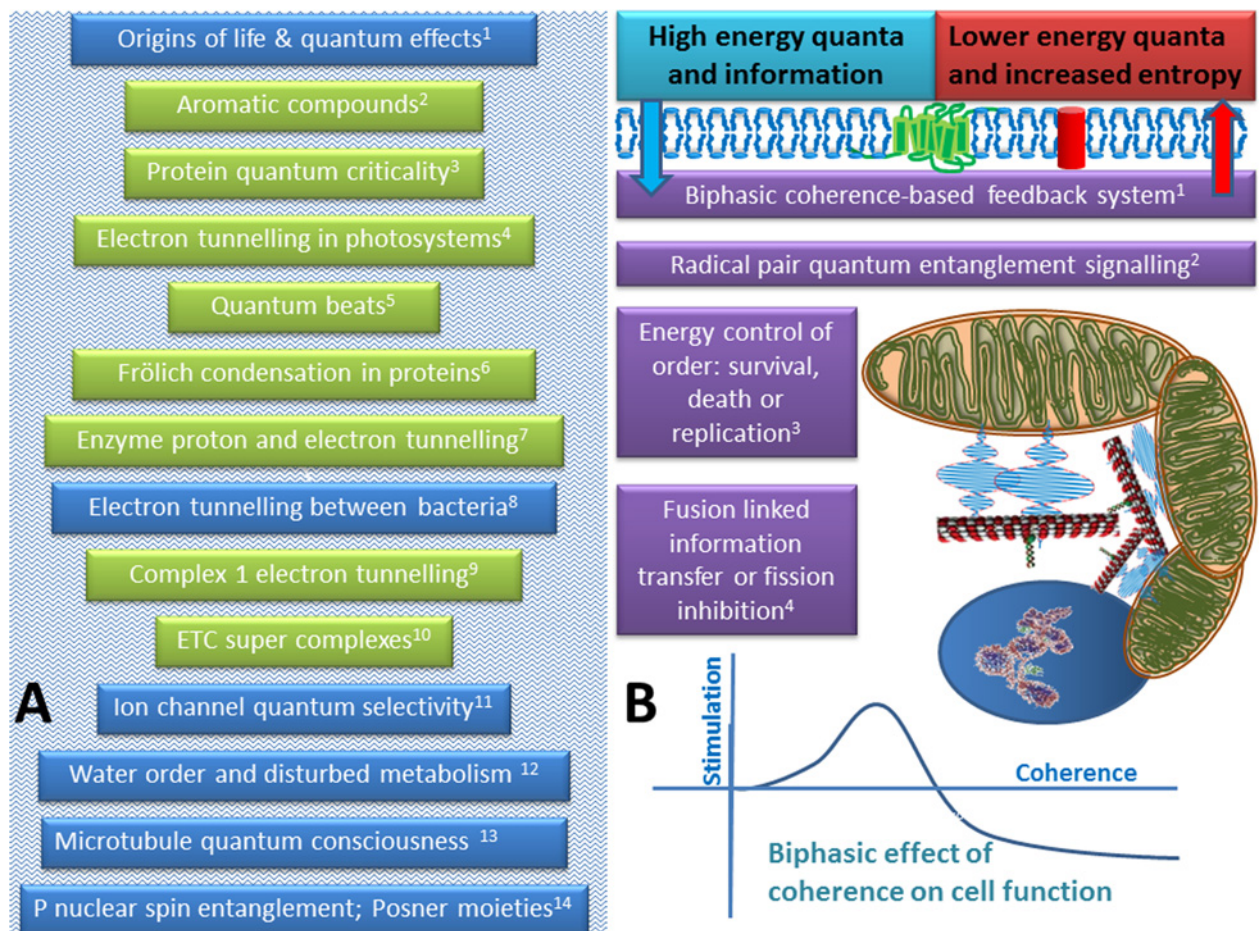 Origins of life & quantum effects¹
Aromatic compounds²
Protein quantum criticality³
Electron tunnelling in photosystems⁴
Quantum beats⁵
Frölich condensation in proteins⁶
Enzyme proton and electron tunnelling⁷
Electron tunnelling between bacteria⁸
Complex 1 electron tunnelling⁹
ETC super complexes¹⁰
A
Ion channel quantum selectivity¹¹
Water order and disturbed metabolism ¹²
Microtubule quantum consciousness ¹³
P nuclear spin entanglement; Posner moieties¹⁴
High energy quanta
and information
Lower energy quanta
and increased entropy
Biphasic coherence-based feedback system¹
Radical pair quantum entanglement signalling²
Energy control of
order: survival,
death or
replication³
Fusion linked
information
transfer or fission
inhibition⁴
B
Stimulation
Coherence
Biphasic effect of
coherence on cell function